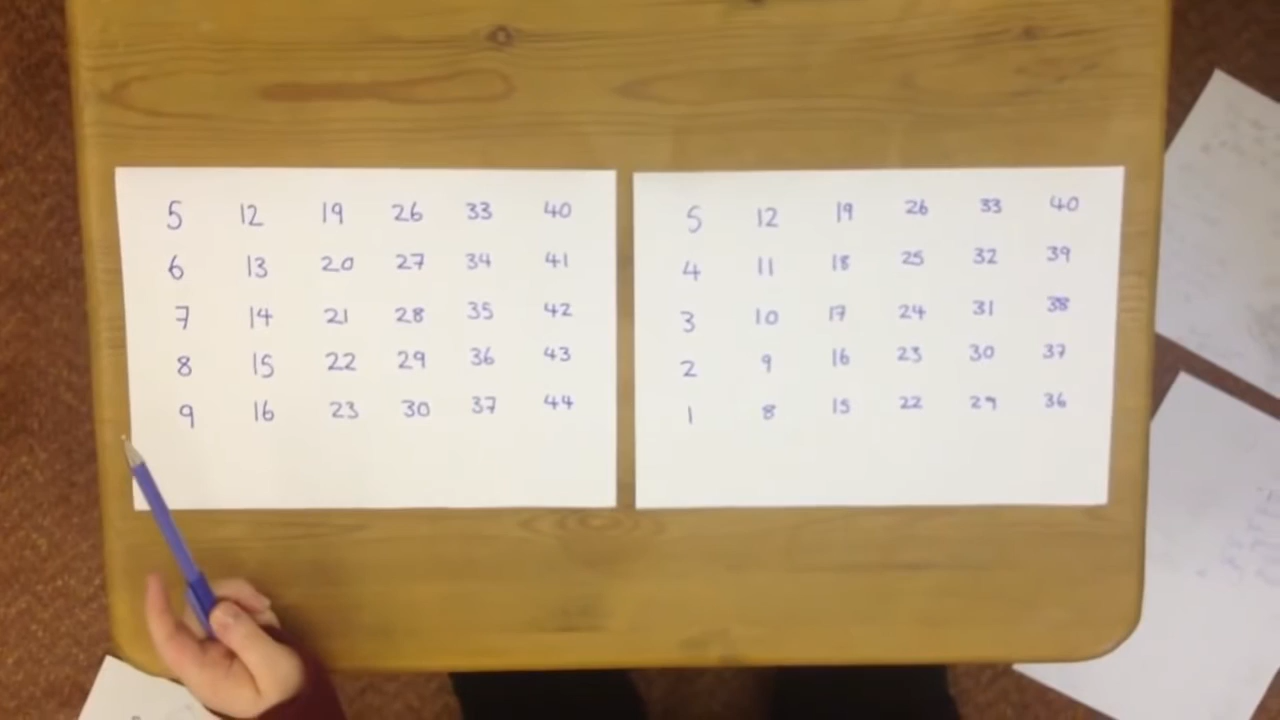 5 12 19 26 33 40
6 13 20 27 34 41
7 14 21 28 35 42
8 15 22 29 36 43
9 16 23 30 37 44
5 12 19 26 33 40
4 11 18 25 32 39
3 10 17 24 31 38
2 9 16 23 30 37
1 8 15 22 29 36